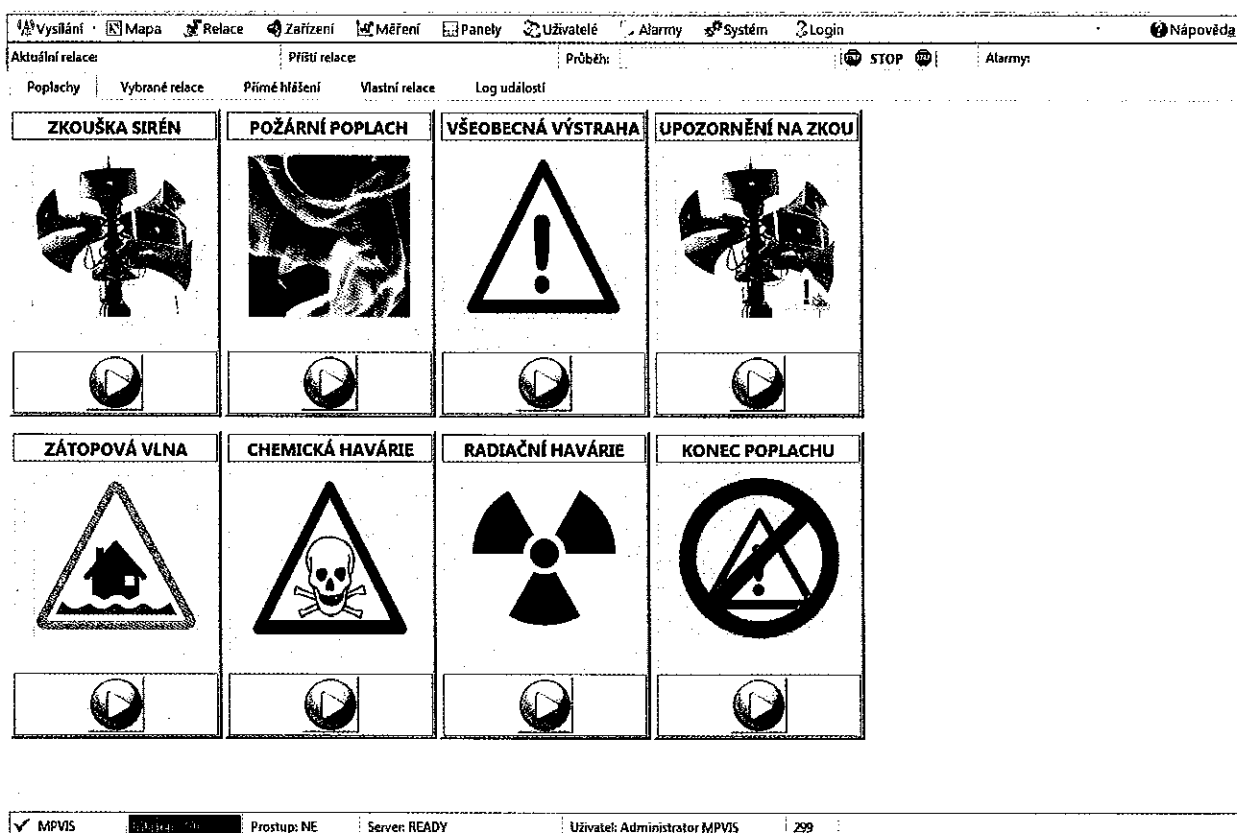 Vysílání Mapa Relace Zařízení Měření Panely Uživatelé Alarmy Systém Login Nápověda
Aktuální relace: Příští relace: Průběh: STOP Alarmy:
Poplachy Vybrané relace Přímé hlášení Vlastní relace Log událostí
ZKOUŠKA SIRÉN POŽÁRNÍ POPLACH VŠEOBECNÁ VÝSTRAHA UPOZORNĚNÍ NA ZKOU
ZÁTOPOVÁ VLNA CHEMICKÁ HAVÁRIE RADIAČNÍ HAVÁRIE KONEC POPLACHU
MPVIS Prostup: NE Server: READY Uživatel: Administrator MPVIS 299